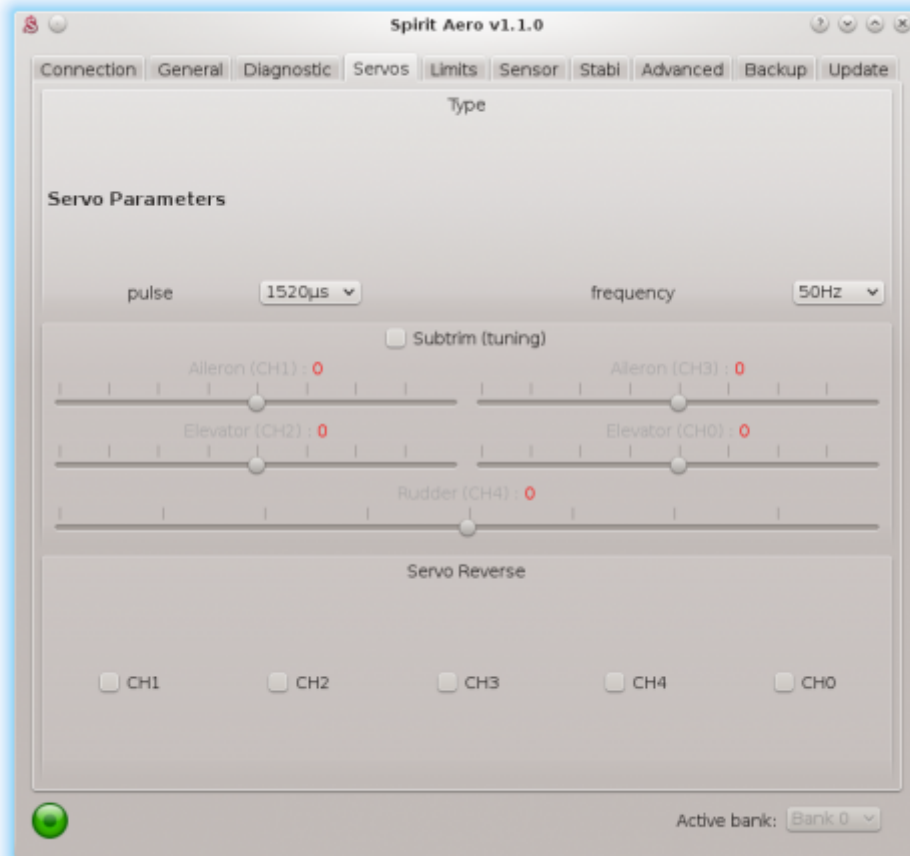 Spirit Aero v1.1.0
Connection General Diagnostic Servos Limits Sensor Stabi Advanced Backup Update
Type
Servo Parameters
pulse 1520µs frequency 50Hz
Subtrim (tuning)
Aileron (CH1) : 0 Aileron (CH3) : 0
Elevator (CH2) : 0 Elevator (CH0) : 0
Rudder (CH4) : 0
Servo Reverse
CH1 CH2 CH3 CH4 CH0
Active bank: Bank 0